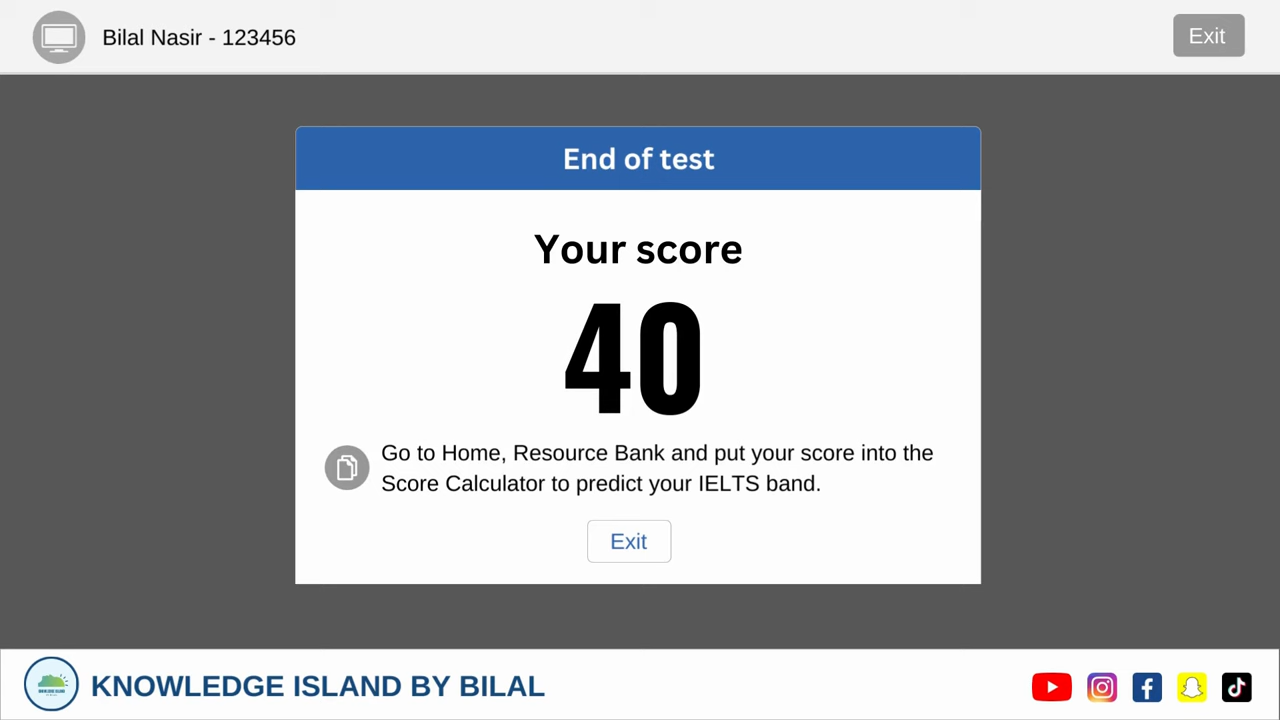 Bilal Nasir - 123456
Exit
End of test
Your score
40
Go to Home, Resource Bank and put your score into the
Score Calculator to predict your IELTS band.
Exit
KNOWLEDGE ISLAND BY BILAL